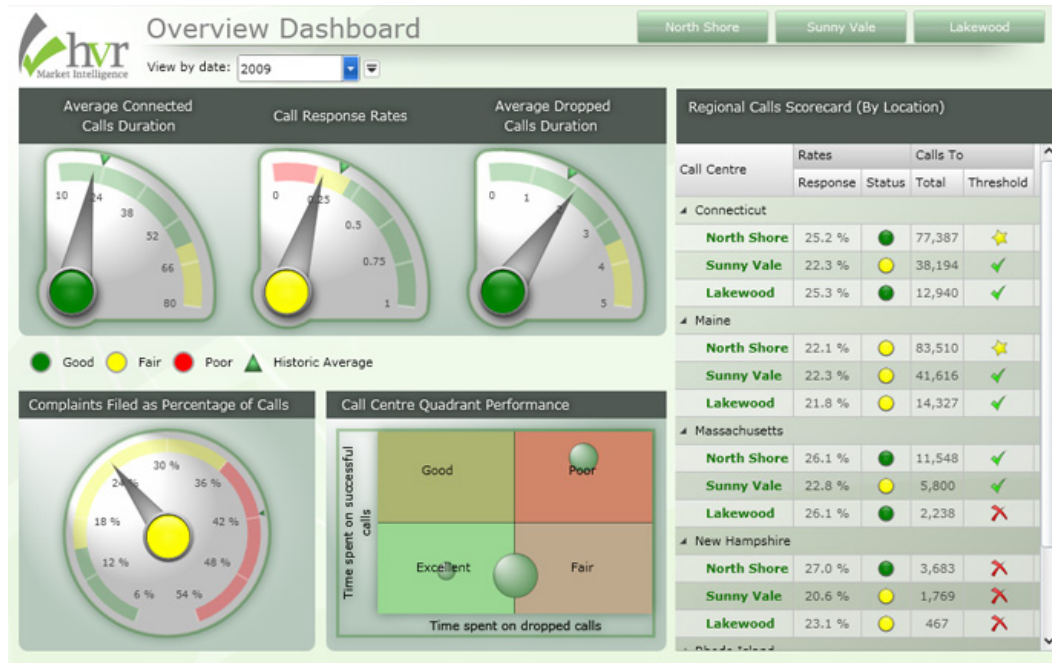 hvr
Market Intelligence
Overview Dashboard
North Shore
Sunny Vale
Lakewood
View by date: 2009
Average Connected
Calls Duration
Call Response Rates
Average Dropped
Calls Duration
10 24 38 52 66 80
0 0.25 0.5 0.75 1
0 1 2 3 4 5
Good Fair Poor Historic Average
Complaints Filed as Percentage of Calls
6 % 12 % 18 % 24 % 30 % 36 % 42 % 48 % 54 %
Call Centre Quadrant Performance
Time spent on successful
calls
Good Poor
Excellent Fair
Time spent on dropped calls
Regional Calls Scorecard (By Location)
Call Centre Rates Calls To
Response Status Total Threshold
Connecticut
North Shore 25.2 % 77,387
Sunny Vale 22.3 % 38,194
Lakewood 25.3 % 12,940
Maine
North Shore 22.1 % 83,510
Sunny Vale 22.3 % 41,616
Lakewood 21.8 % 14,327
Massachusetts
North Shore 26.1 % 11,548
Sunny Vale 22.8 % 5,800
Lakewood 26.1 % 2,238
New Hampshire
North Shore 27.0 % 3,683
Sunny Vale 20.6 % 1,769
Lakewood 23.1 % 467
Rhode Island